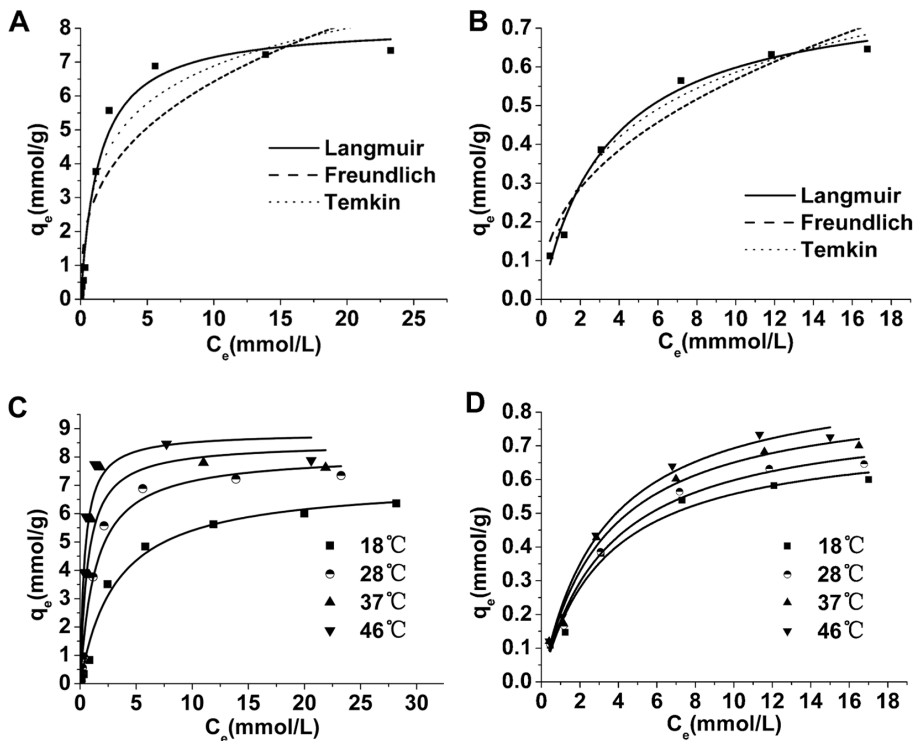 A
8
7
6
5
4
3
2
1
0
qe(mmol/g)
Langmuir
Freundlich
Temkin
0 5 10 15 20 25
Ce(mmol/L)
B
0.7
0.6
0.5
0.4
0.3
0.2
0.1
0.0
qe(mmol/g)
Langmuir
Freundlich
Temkin
0 2 4 6 8 10 12 14 16 18
Ce(mmmol/L)
C
9
8
7
6
5
4
3
2
1
0
qe(mmol/g)
18℃
28℃
37℃
46℃
0 5 10 15 20 25 30
Ce(mmol/L)
D
0.8
0.7
0.6
0.5
0.4
0.3
0.2
0.1
0.0
qe(mmol/g)
18℃
28℃
37℃
46℃
0 2 4 6 8 10 12 14 16 18
Ce(mmol/L)